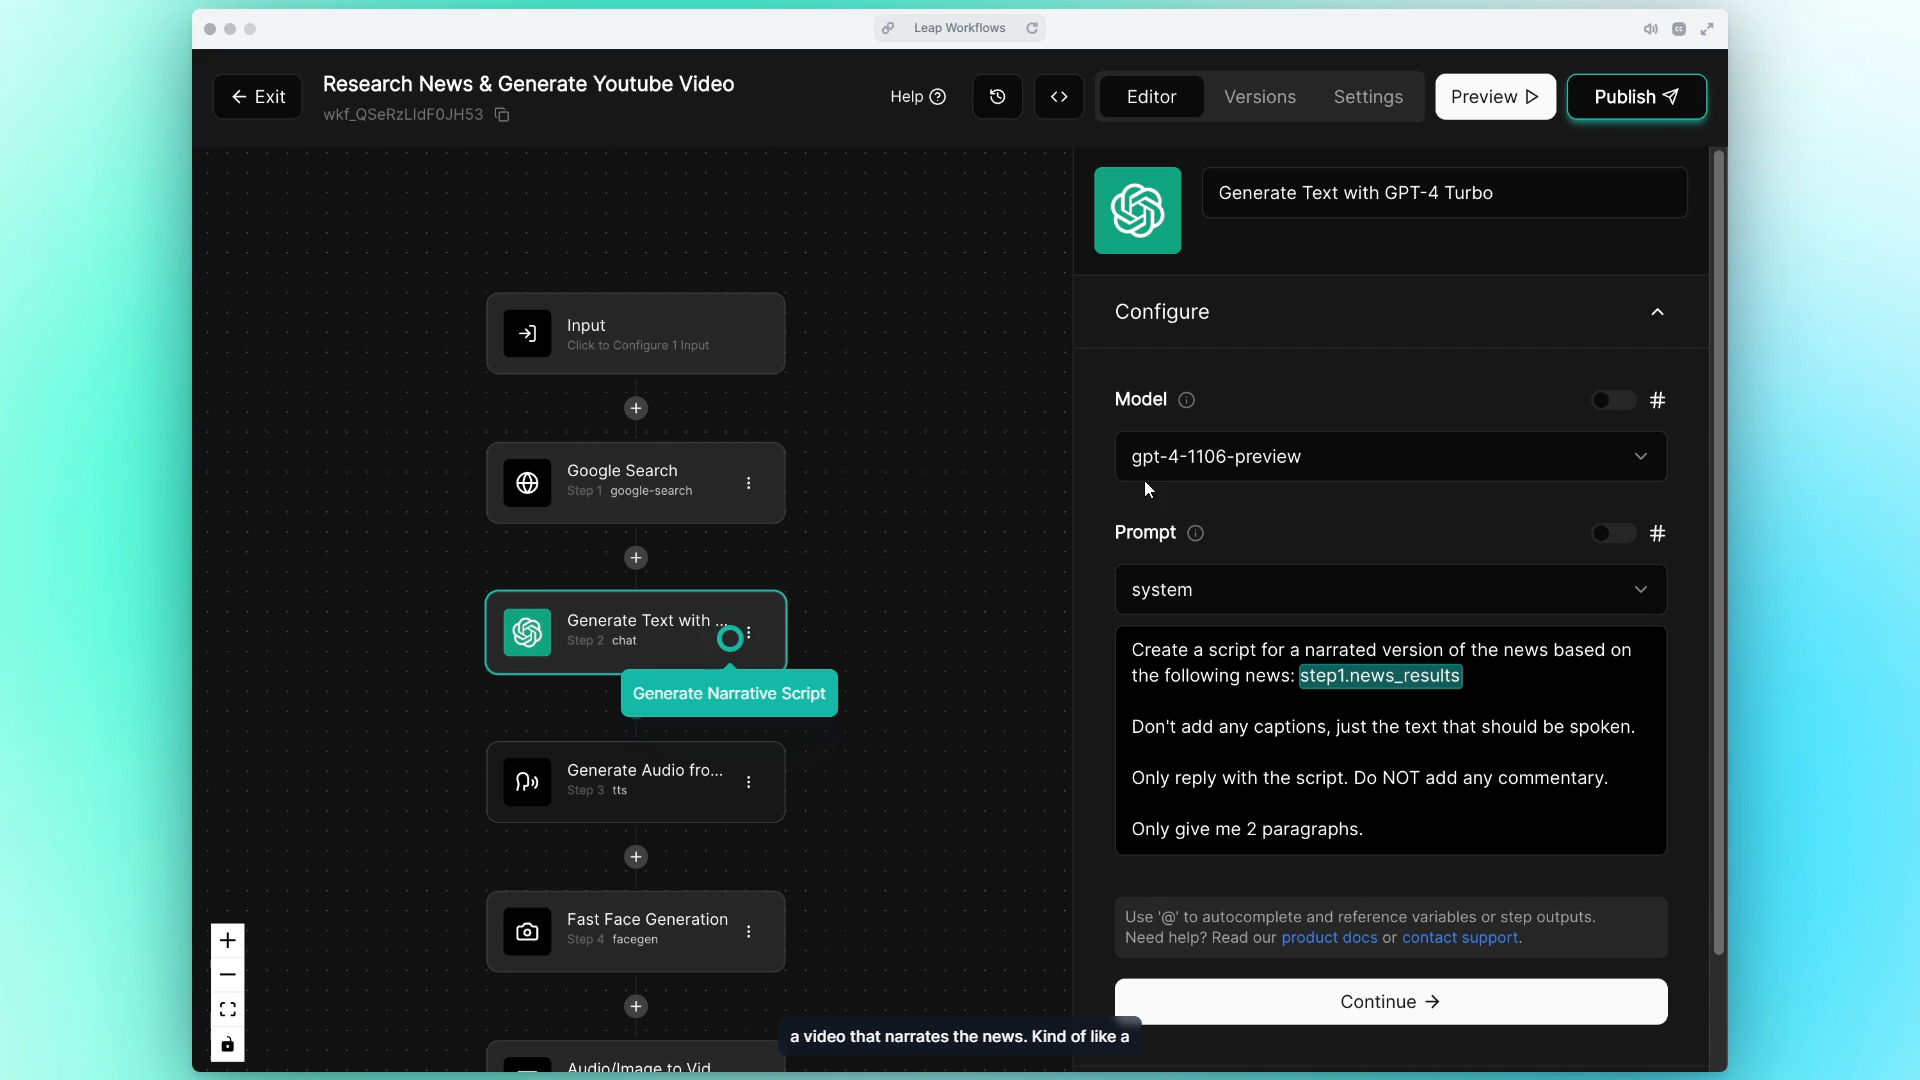 Leap Workflows
Exit
Research News & Generate Youtube Video
wkf_QSeRzLIdF0JH53
Help
Editor
Versions
Settings
Preview
Publish
Generate Text with GPT-4 Turbo
Configure
Input
Click to Configure 1 Input
Model
#
gpt-4-1106-preview
Google Search
Step 1 google-search
Prompt
#
system
Generate Text with ...
Step 2 chat
Generate Narrative Script
Create a script for a narrated version of the news based on
the following news: step1.news_results
Don't add any captions, just the text that should be spoken.
Only reply with the script. Do NOT add any commentary.
Only give me 2 paragraphs.
Generate Audio fro...
Step 3 tts
Fast Face Generation
Step 4 facegen
Use '@' to autocomplete and reference variables or step outputs.
Need help? Read our product docs or contact support.
Continue
a video that narrates the news. Kind of like a
Audio/Image to Vid